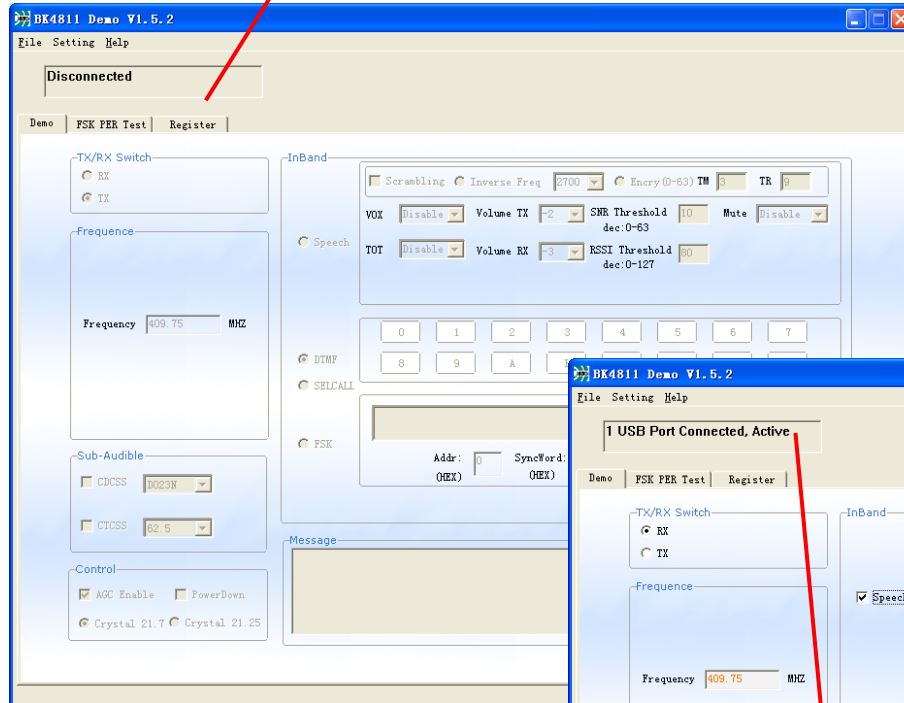 BK4811 Demo V1.5.2
File Setting Help
Disconnected
Demo FSK PER Test Register
TX/RX Switch
RX
TX
Frequence
Frequency 409.75 MHZ
Sub-Audible
CDCSS D023N
CTCSS 62.5
Control
AGC Enable PowerDown
Crystal 21.7 Crystal 21.25
InBand
Scrambling Inverse Freq 2700 Encry(0-63) TM 3 TR 9
Speech
VOX Disable Volume TX -2 SNR Threshold 10 Mute Disable
dec:0-63
TOT Disable Volume RX -3 RSSI Threshold 80
dec:0-127
DTMF
0 1 2 3 4 5 6 7
8 9 A
SELCALL
FSK
Addr: 0 SyncWord:
(HEX) (HEX)
Message
BK4811 Demo V1.5.2
File Setting Help
1 USB Port Connected, Active
Demo FSK PER Test Register
TX/RX Switch
RX
TX
Frequence
Frequency 409.75 MHZ
InBand
Speech